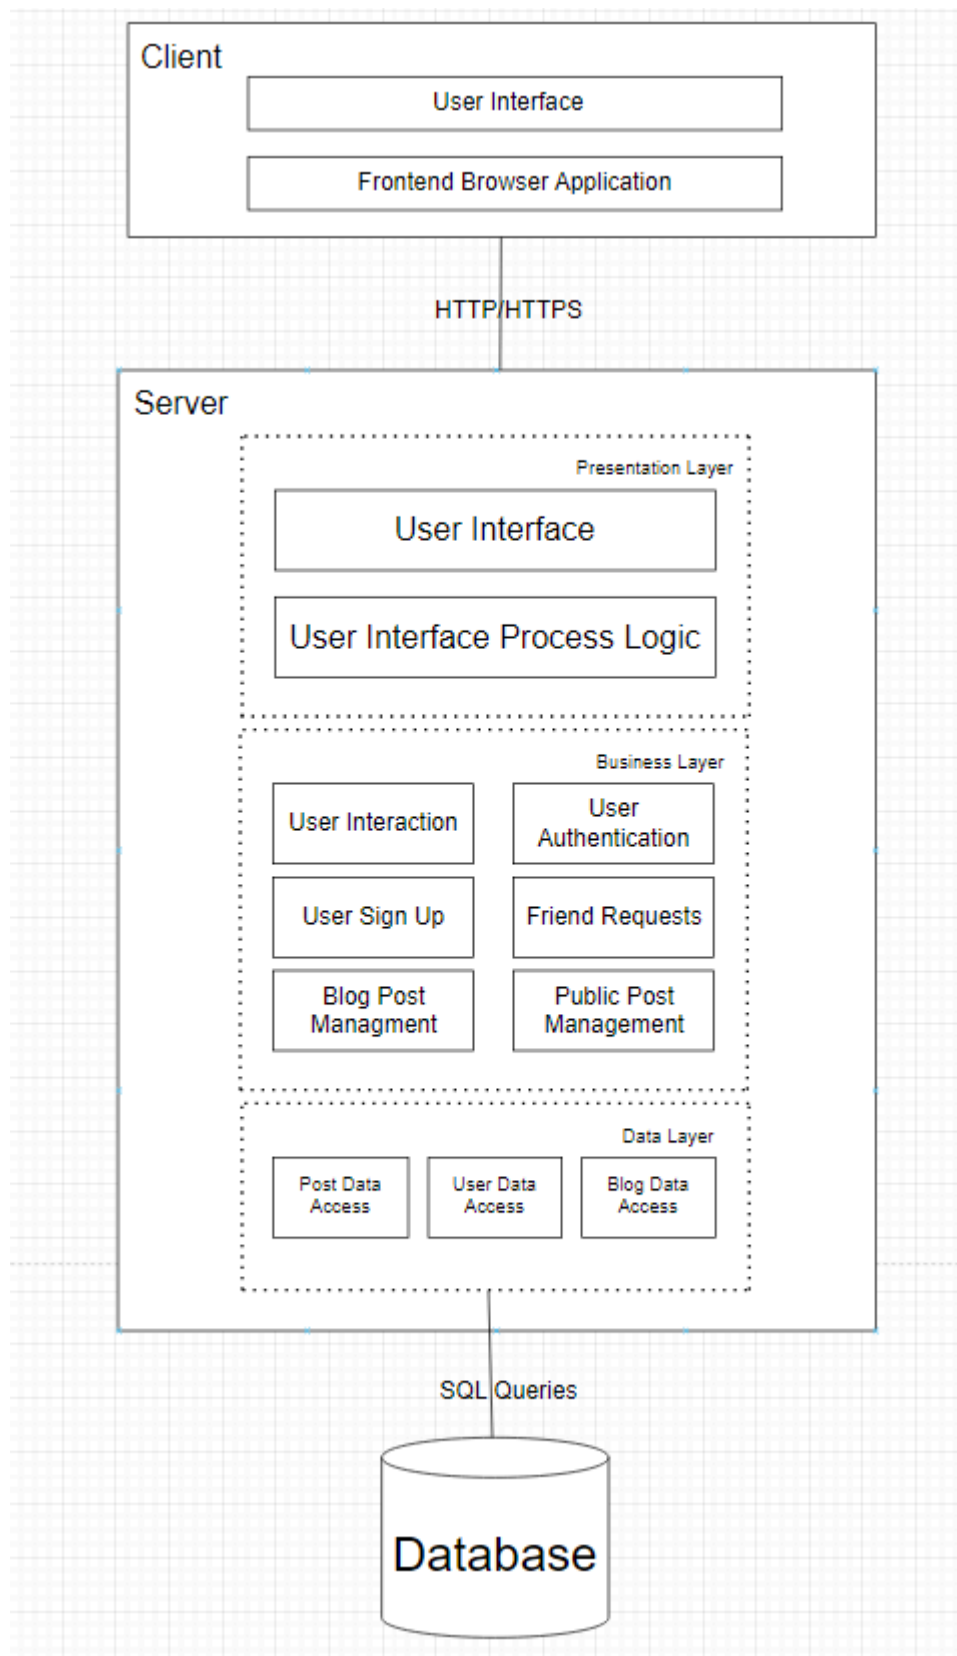 Client
User Interface
Frontend Browser Application
HTTP/HTTPS
Server
Presentation Layer
User Interface
User Interface Process Logic
Business Layer
User Interaction
User
Authentication
User Sign Up
Friend Requests
Blog Post
Managment
Public Post
Management
Data Layer
Post Data
Access
User Data
Access
Blog Data
Access
SQL Queries
Database